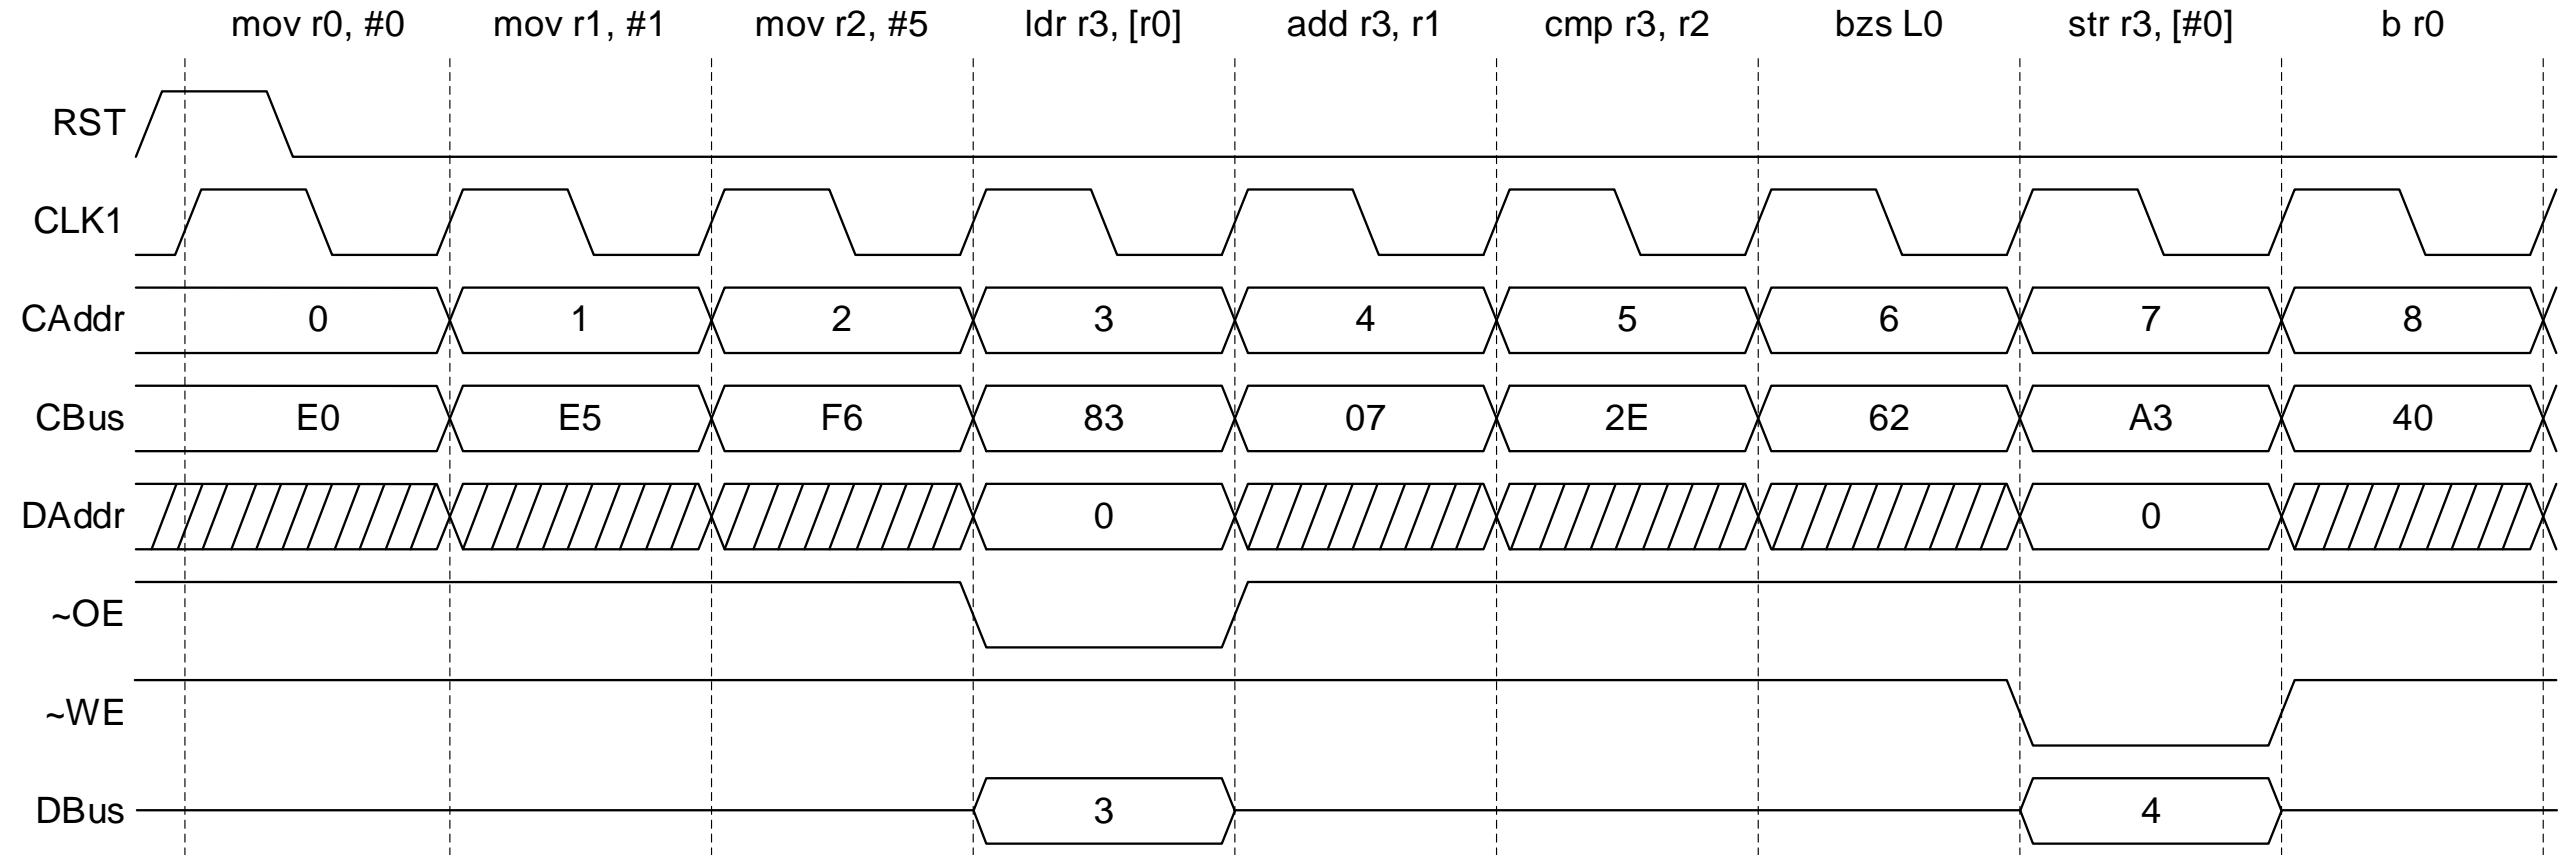 mov r0, #0 mov r1, #1 mov r2, #5 ldr r3, [r0] add r3, r1 cmp r3, r2 bzs L0 str r3, [#0] b r0
RST
CLK1
CAddr 0 1 2 3 4 5 6 7 8
CBus E0 E5 F6 83 07 2E 62 A3 40
DAddr 0 0
~OE
~WE
DBus 3 4